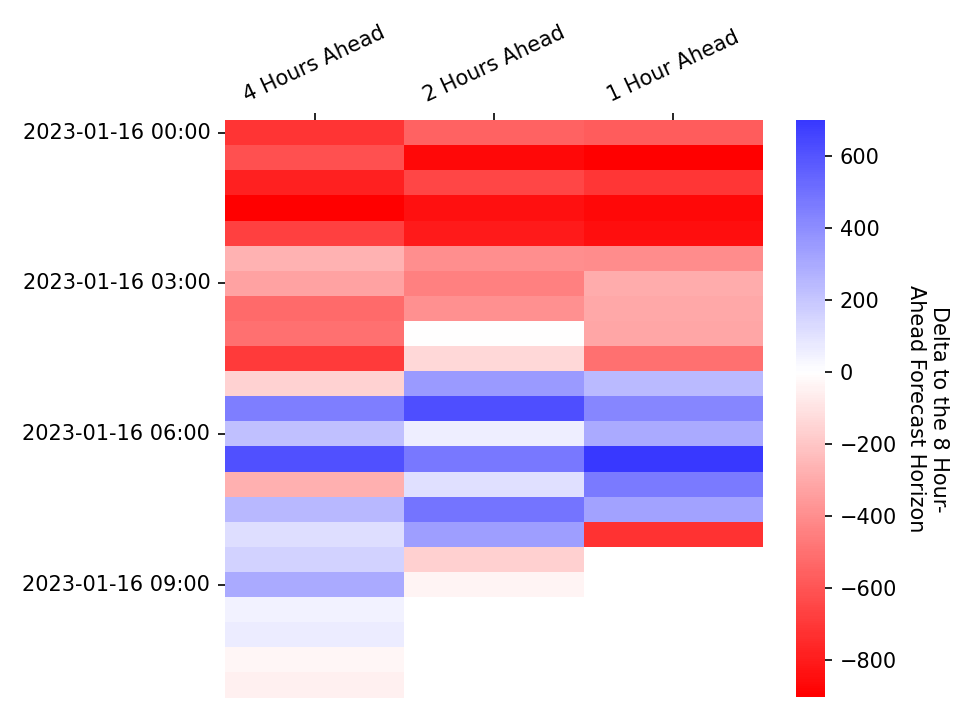 4 Hours Ahead
2 Hours Ahead
1 Hour Ahead
2023-01-16 00:00
2023-01-16 03:00
2023-01-16 06:00
2023-01-16 09:00
600
400
200
0
−200
−400
−600
−800
Delta to the 8 Hour-
Ahead Forecast Horizon